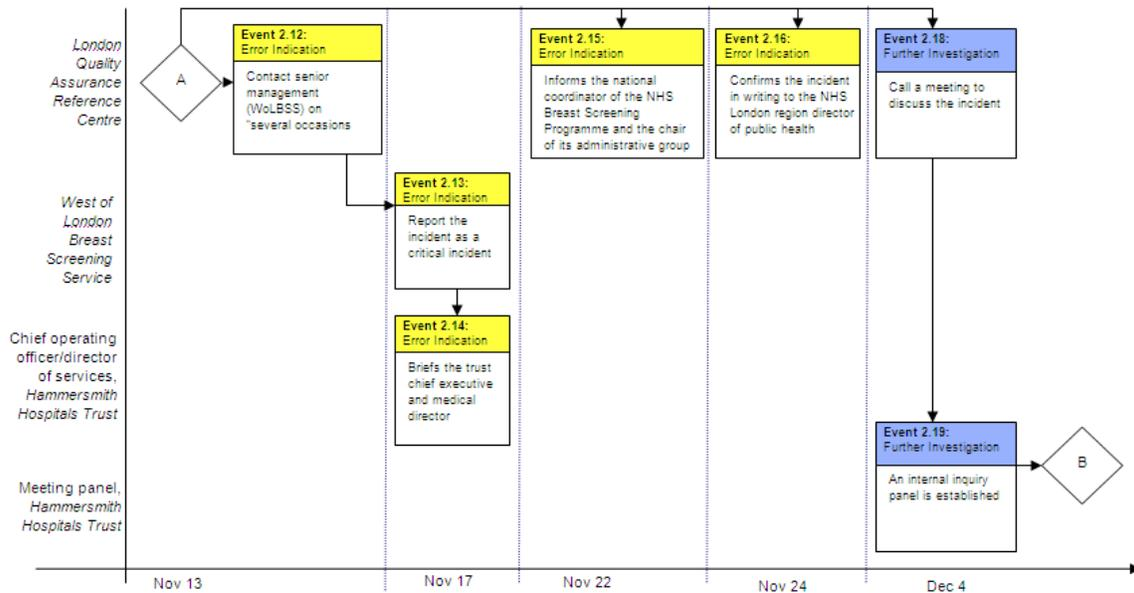 London
Quality
Assurance
Reference
Centre
A
Event 2.12:
Error Indication
Contact senior
management
(WoLBSS) on
"several occasions
Event 2.15:
Error Indication
Informs the national
coordinator of the NHS
Breast Screening
Programme and the chair
of its administrative group
Event 2.16:
Error Indication
Confirms the incident
in writing to the NHS
London region director
of public health
Event 2.18:
Further Investigation
Call a meeting to
discuss the incident
West of
London
Breast
Screening
Service
Event 2.13:
Error Indication
Report the
incident as a
critical incident
Chief operating
officer/director
of services,
Hammersmith
Hospitals Trust
Event 2.14:
Error Indication
Briefs the trust
chief executive
and medical
director
Meeting panel,
Hammersmith
Hospitals Trust
Event 2.19:
Further Investigation
An internal inquiry
panel is established
B
Nov 13
Nov 17
Nov 22
Nov 24
Dec 4